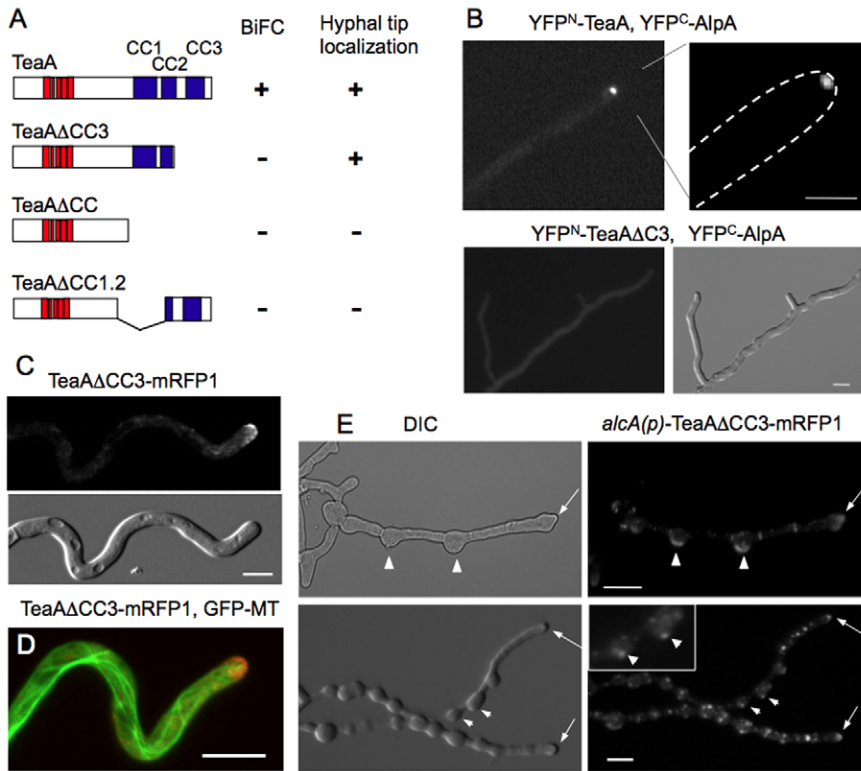 A
BiFC
Hyphal tip
localization
CC1
CC2
CC3
TeaA
+ +
TeaAΔCC3
- +
TeaAΔCC
- -
TeaAΔCC1.2
- -
B
YFPᴺ-TeaA, YFPᶜ-AlpA
YFPᴺ-TeaAΔC3, YFPᶜ-AlpA
C
TeaAΔCC3-mRFP1
TeaAΔCC3-mRFP1, GFP-MT
D
E
DIC
alcA(p)-TeaAΔCC3-mRFP1